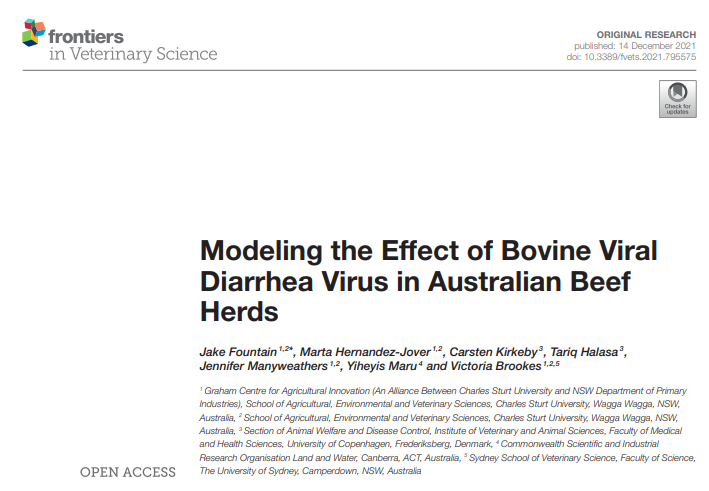 frontiers
in Veterinary Science
ORIGINAL RESEARCH
published: 14 December 2021
doi: 10.3389/fvets.2021.795575
Check for
updates
Modeling the Effect of Bovine Viral
Diarrhea Virus in Australian Beef
Herds
Jake Fountain 1,2*, Marta Hernandez-Jover 1,2, Carsten Kirkeby 3, Tariq Halasa 3,
Jennifer Manyweathers 1,2, Yiheyis Maru 4 and Victoria Brookes 1,2,5
1 Graham Centre for Agricultural Innovation (An Alliance Between Charles Sturt University and NSW Department of Primary
Industries), School of Agricultural, Environmental and Veterinary Sciences, Charles Sturt University, Wagga Wagga, NSW,
Australia, 2 School of Agricultural, Environmental and Veterinary Sciences, Charles Sturt University, Wagga Wagga, NSW,
Australia, 3 Section of Animal Welfare and Disease Control, Institute of Veterinary and Animal Sciences, Faculty of Medical
and Health Sciences, University of Copenhagen, Frederiksberg, Denmark, 4 Commonwealth Scientific and Industrial
Research Organisation Land and Water, Canberra, ACT, Australia, 5 Sydney School of Veterinary Science, Faculty of Science,
The University of Sydney, Camperdown, NSW, Australia
OPEN ACCESS